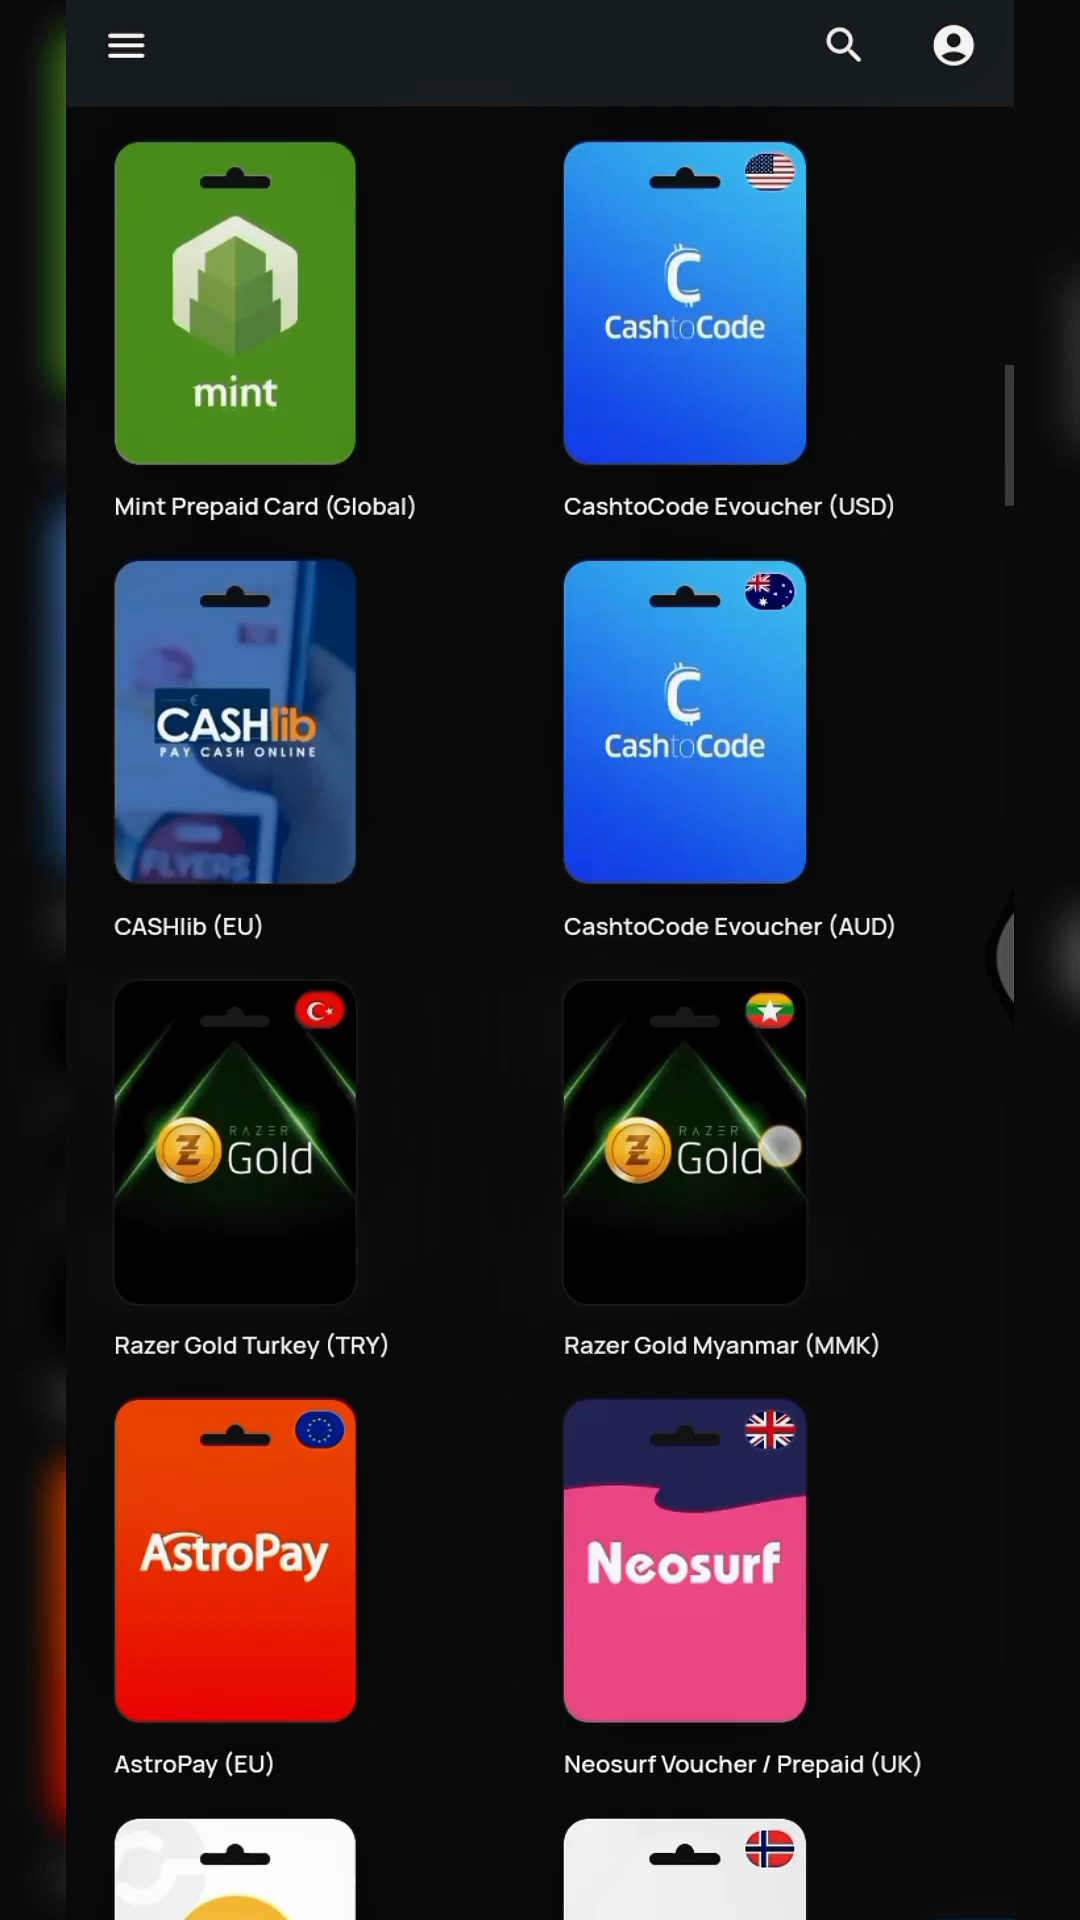 mint
CashtoCode
Mint Prepaid Card (Global)
CashtoCode Evoucher (USD)
€
CASHlib
PAY CASH ONLINE
FLYERS
CashtoCode
CASHlib (EU)
CashtoCode Evoucher (AUD)
RAZER
Gold
RAZER
Gold
Razer Gold Turkey (TRY)
Razer Gold Myanmar (MMK)
AstroPay
Neosurf
AstroPay (EU)
Neosurf Voucher / Prepaid (UK)